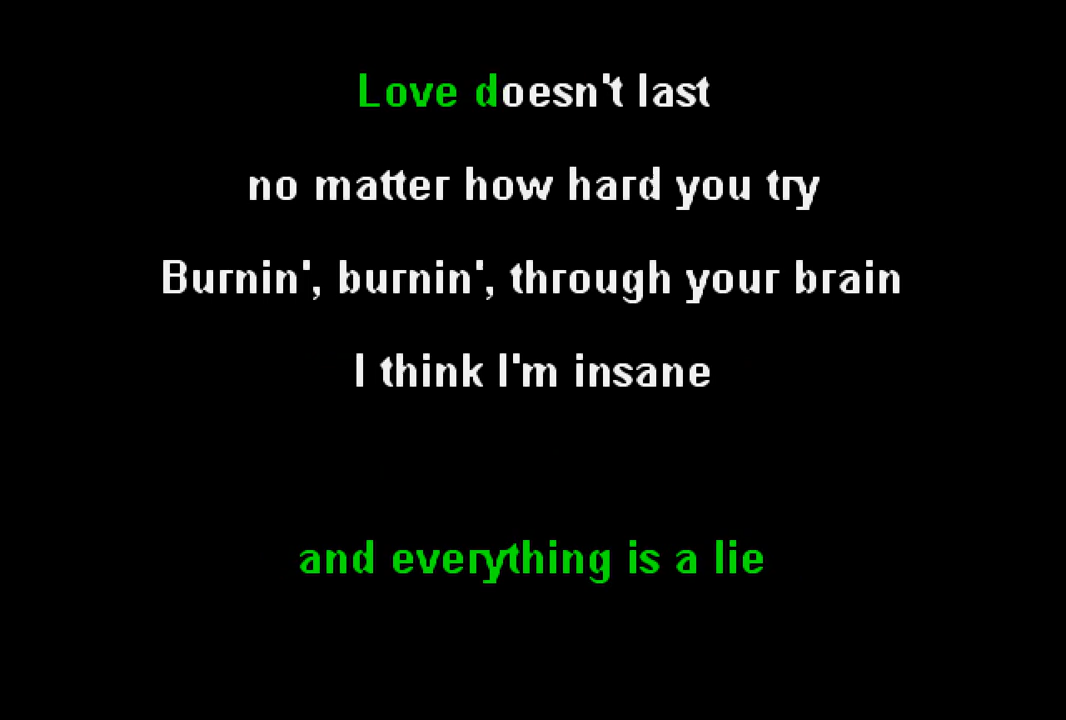 Love doesn't last
no matter how hard you try
Burnin', burnin', through your brain
I think I'm insane
and everything is a lie